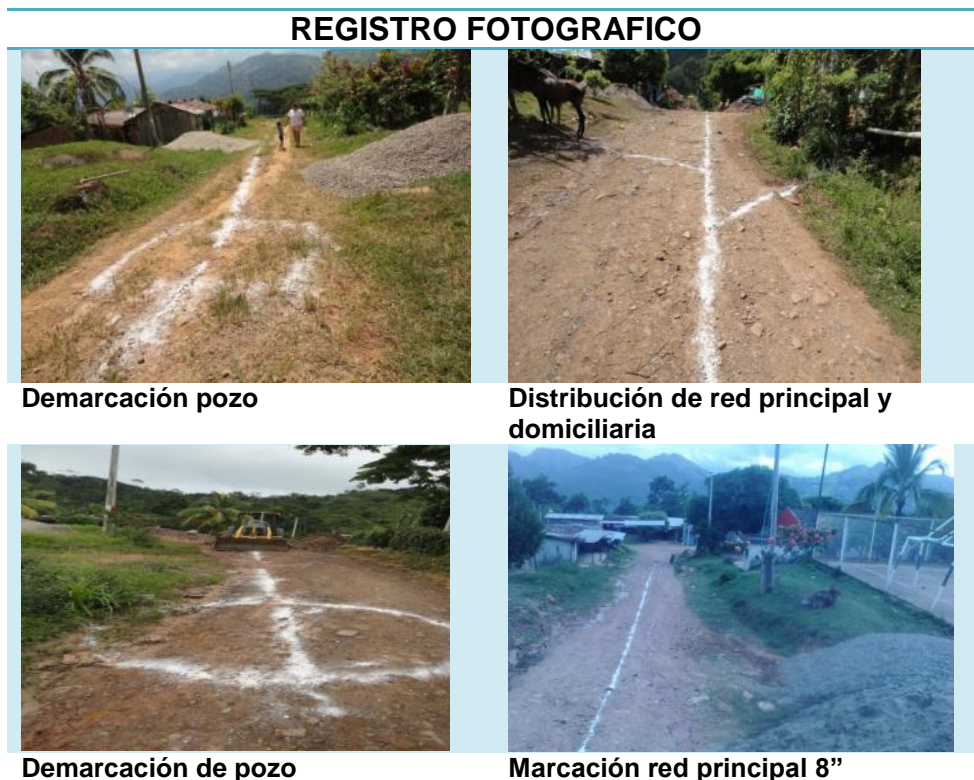 REGISTRO FOTOGRAFICO
Demarcación pozo
Distribución de red principal y
domiciliaria
Demarcación de pozo
Marcación red principal 8”